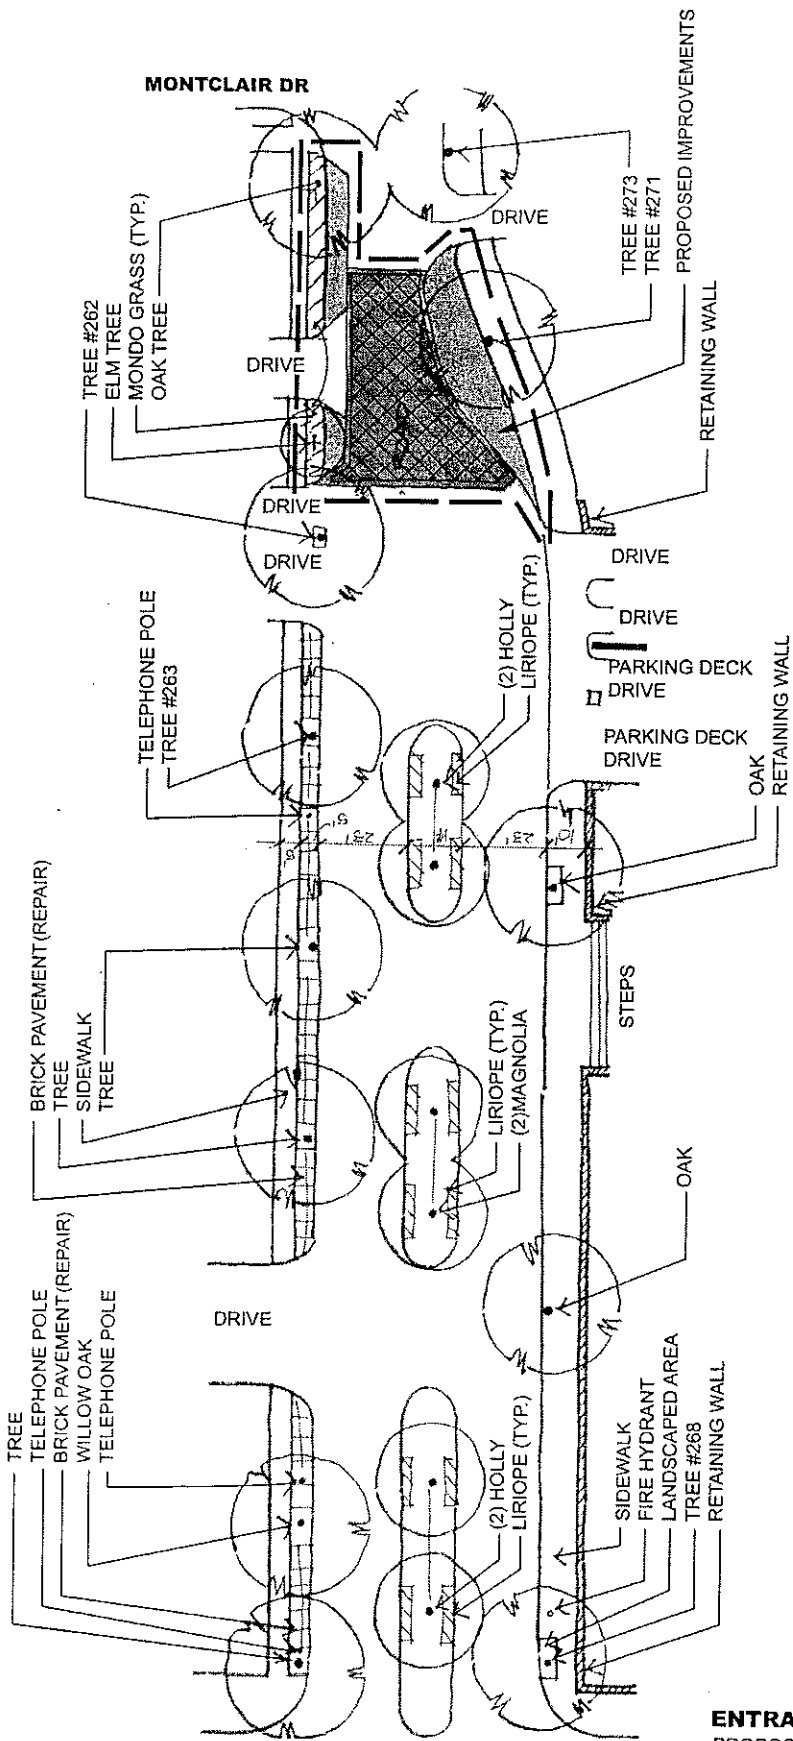 MONTCLAIR DR
TREE #262
ELM TREE
MONDO GRASS (TYP.)
OAK TREE
DRIVE
DRIVE
DRIVE
DRIVE
TREE #273
TREE #271
PROPOSED IMPROVEMENTS
RETAINING WALL
TELEPHONE POLE
TREE #263
(2) HOLLY
LIRIOPE (TYP.)
DRIVE
DRIVE
PARKING DECK
DRIVE
PARKING DECK
DRIVE
OAK
RETAINING WALL
5'
23'
23'
10'
BRICK PAVEMENT (REPAIR)
TREE
SIDEWALK
TREE
LIRIOPE (TYP.)
(2)MAGNOLIA
STEPS
OAK
TREE
TELEPHONE POLE
BRICK PAVEMENT (REPAIR)
WILLOW OAK
TELEPHONE POLE
DRIVE
(2) HOLLY
LIRIOPE (TYP.)
SIDEWALK
FIRE HYDRANT
LANDSCAPED AREA
TREE #268
RETAINING WALL